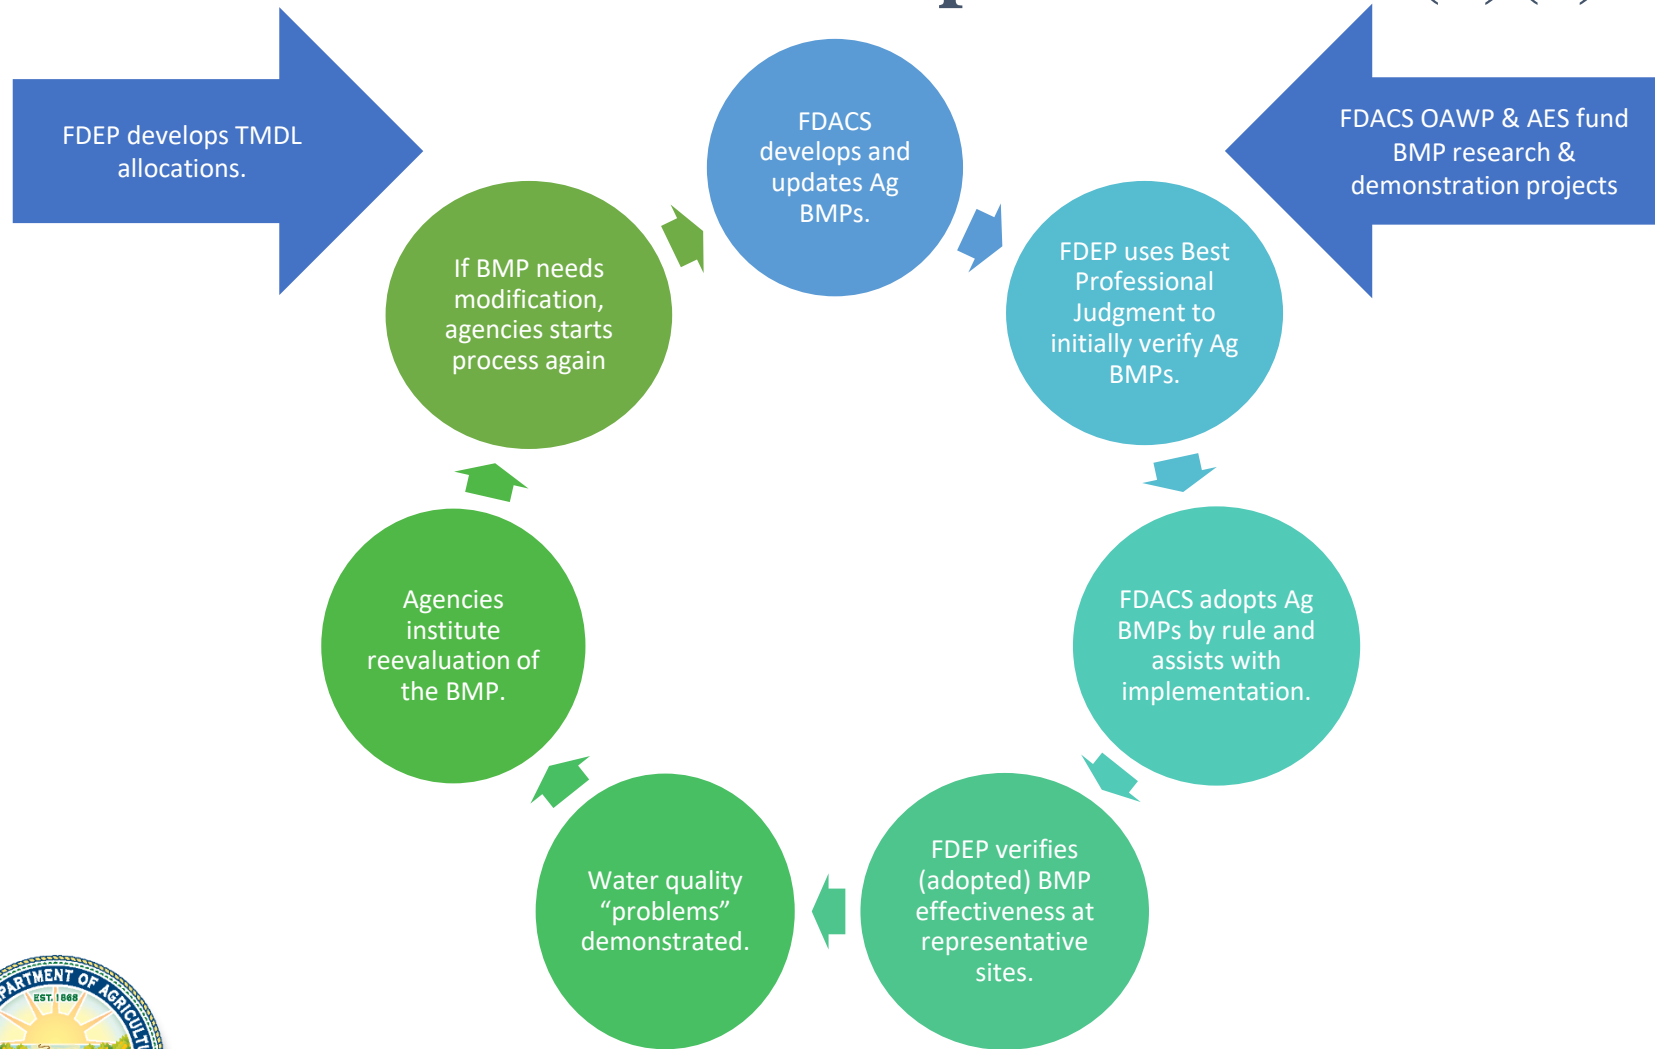 FDEP develops TMDL
allocations.
FDACS
develops and
updates Ag
BMPs.
FDACS OAWP & AES fund
BMP research &
demonstration projects
FDEP uses Best
Professional
Judgment to
initially verify Ag
BMPs.
FDACS adopts Ag
BMPs by rule and
assists with
implementation.
FDEP verifies
(adopted) BMP
effectiveness at
representative
sites.
Water quality
“problems”
demonstrated.
Agencies
institute
reevaluation of
the BMP.
If BMP needs
modification,
agencies starts
process again
OF
EST. 1868